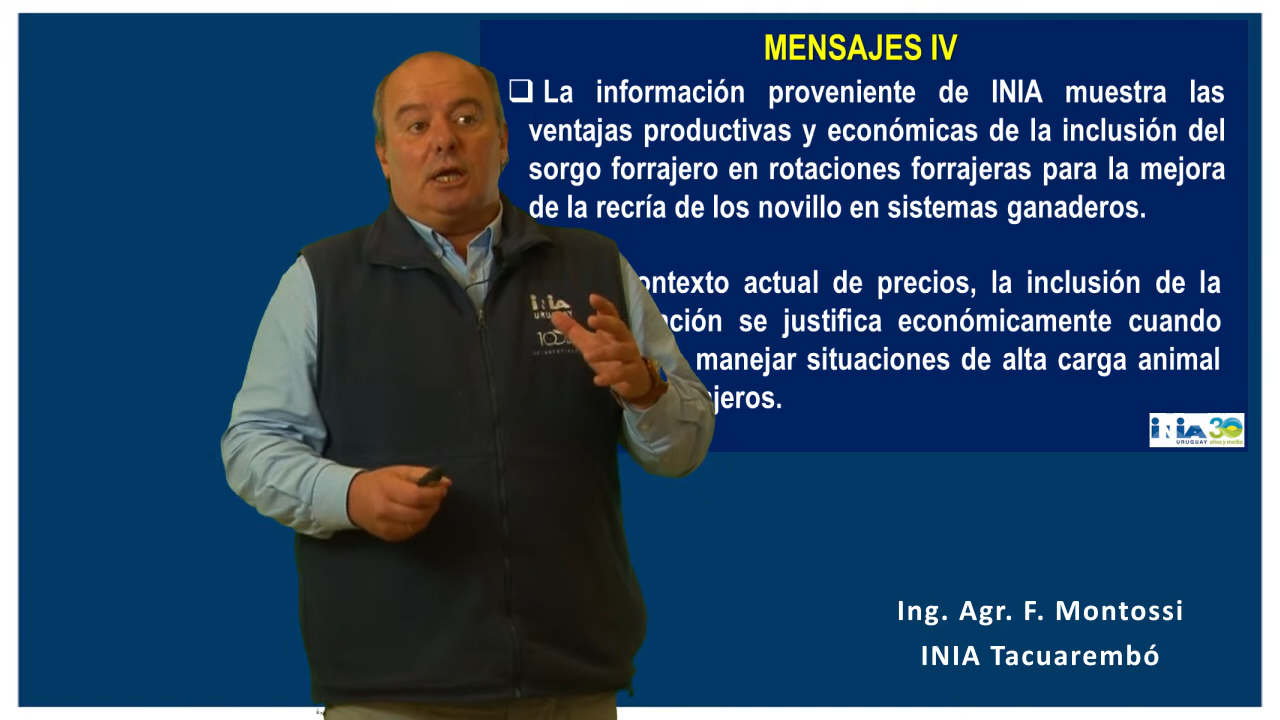 MENSAJES IV
La información proveniente de INIA muestra las
ventajas productivas y económicas de la inclusión del
sorgo forrajero en rotaciones forrajeras para la mejora
de la recría de los novillo en sistemas ganaderos.
actual de precios, la inclusión de la
se justifica económicamente cuando
manejar situaciones de alta carga animal
INIA
URUGUAY
INIA 30
URUGUAY
Ing. Agr. F. Montossi
INIA Tacuarembó